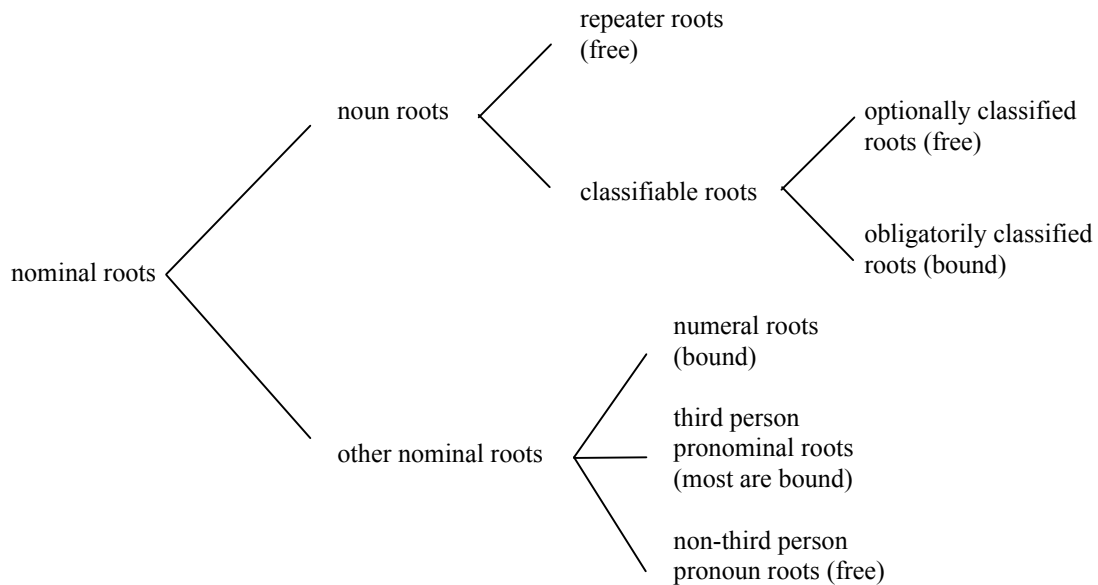 repeater roots
(free)
noun roots
optionally classified
roots (free)
classifiable roots
obligatorily classified
roots (bound)
nominal roots
numeral roots
(bound)
third person
pronominal roots
(most are bound)
other nominal roots
non-third person
pronoun roots (free)